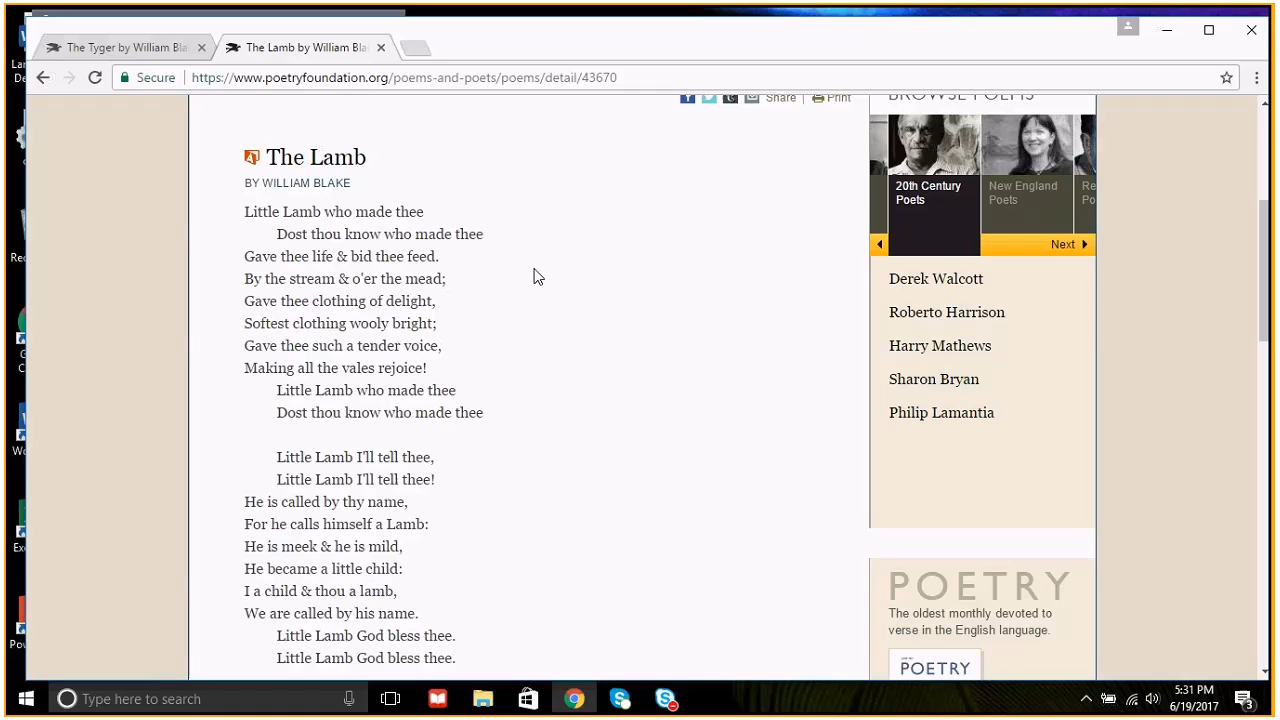 The Tyger by William Bla
The Lamb by William Bla
Secure
https://www.poetryfoundation.org/poems-and-poets/poems/detail/43670
Share | Print
BROWSE POEMS
The Lamb
BY WILLIAM BLAKE
Little Lamb who made thee
Dost thou know who made thee
Gave thee life & bid thee feed.
By the stream & o'er the mead;
Gave thee clothing of delight,
Softest clothing wooly bright;
Gave thee such a tender voice,
Making all the vales rejoice!
Little Lamb who made thee
Dost thou know who made thee
Little Lamb I'll tell thee,
Little Lamb I'll tell thee!
He is called by thy name,
For he calls himself a Lamb:
He is meek & he is mild,
He became a little child:
I a child & thou a lamb,
We are called by his name.
Little Lamb God bless thee.
Little Lamb God bless thee.
20th Century
Poets
New England
Poets
Re
Po
Next
Derek Walcott
Roberto Harrison
Harry Mathews
Sharon Bryan
Philip Lamantia
POETRY
The oldest monthly devoted to
verse in the English language.
POETRY
Type here to search
5:31 PM
6/19/2017
3